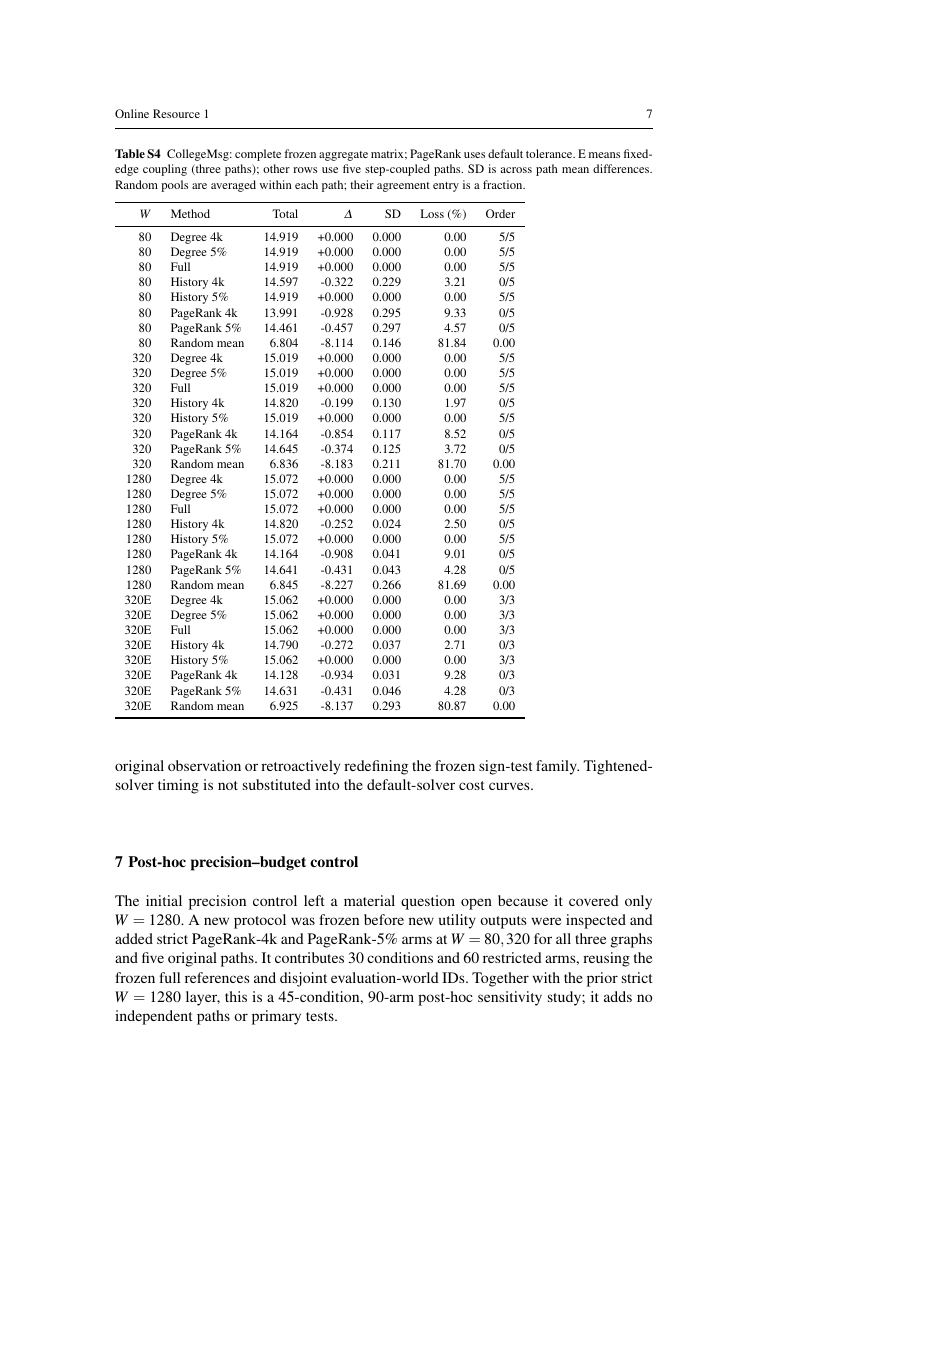 Online Resource 1 7
Table S4 CollegeMsg: complete frozen aggregate matrix; PageRank uses default tolerance. E means fixed-
edge coupling (three paths); other rows use five step-coupled paths. SD is across path mean differences.
Random pools are averaged within each path; their agreement entry is a fraction.
W Method Total Δ SD Loss (%) Order
80 Degree 4k 14.919 +0.000 0.000 0.00 5/5
80 Degree 5% 14.919 +0.000 0.000 0.00 5/5
80 Full 14.919 +0.000 0.000 0.00 5/5
80 History 4k 14.597 -0.322 0.229 3.21 0/5
80 History 5% 14.919 +0.000 0.000 0.00 5/5
80 PageRank 4k 13.991 -0.928 0.295 9.33 0/5
80 PageRank 5% 14.461 -0.457 0.297 4.57 0/5
80 Random mean 6.804 -8.114 0.146 81.84 0.00
320 Degree 4k 15.019 +0.000 0.000 0.00 5/5
320 Degree 5% 15.019 +0.000 0.000 0.00 5/5
320 Full 15.019 +0.000 0.000 0.00 5/5
320 History 4k 14.820 -0.199 0.130 1.97 0/5
320 History 5% 15.019 +0.000 0.000 0.00 5/5
320 PageRank 4k 14.164 -0.854 0.117 8.52 0/5
320 PageRank 5% 14.645 -0.374 0.125 3.72 0/5
320 Random mean 6.836 -8.183 0.211 81.70 0.00
1280 Degree 4k 15.072 +0.000 0.000 0.00 5/5
1280 Degree 5% 15.072 +0.000 0.000 0.00 5/5
1280 Full 15.072 +0.000 0.000 0.00 5/5
1280 History 4k 14.820 -0.252 0.024 2.50 0/5
1280 History 5% 15.072 +0.000 0.000 0.00 5/5
1280 PageRank 4k 14.164 -0.908 0.041 9.01 0/5
1280 PageRank 5% 14.641 -0.431 0.043 4.28 0/5
1280 Random mean 6.845 -8.227 0.266 81.69 0.00
320E Degree 4k 15.062 +0.000 0.000 0.00 3/3
320E Degree 5% 15.062 +0.000 0.000 0.00 3/3
320E Full 15.062 +0.000 0.000 0.00 3/3
320E History 4k 14.790 -0.272 0.037 2.71 0/3
320E History 5% 15.062 +0.000 0.000 0.00 3/3
320E PageRank 4k 14.128 -0.934 0.031 9.28 0/3
320E PageRank 5% 14.631 -0.431 0.046 4.28 0/3
320E Random mean 6.925 -8.137 0.293 80.87 0.00
original observation or retroactively redefining the frozen sign-test family. Tightened-
solver timing is not substituted into the default-solver cost curves.
7 Post-hoc precision–budget control
The initial precision control left a material question open because it covered only
W = 1280. A new protocol was frozen before new utility outputs were inspected and
added strict PageRank-4k and PageRank-5% arms at W = 80,320 for all three graphs
and five original paths. It contributes 30 conditions and 60 restricted arms, reusing the
frozen full references and disjoint evaluation-world IDs. Together with the prior strict
W = 1280 layer, this is a 45-condition, 90-arm post-hoc sensitivity study; it adds no
independent paths or primary tests.